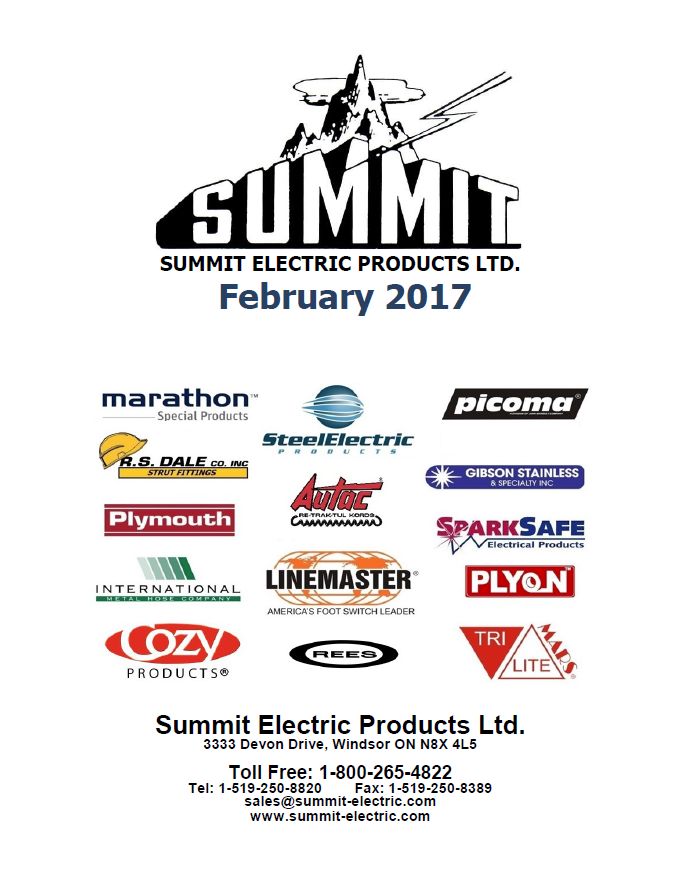 SUMMIT
SUMMIT ELECTRIC PRODUCTS LTD.
February 2017
marathon™
Special Products
SteelElectric
PRODUCTS
picoma®
R.S. DALE CO. INC
STRUT FITTINGS
Autac®
RE-TRAK-TUL KORDS
GIBSON STAINLESS
& SPECIALTY INC
Plymouth
SPARKSAFE
Electrical Products
INTERNATIONAL
METAL HOSE COMPANY
LINEMASTER®
AMERICA'S FOOT SWITCH LEADER
PLYON™
COZY
PRODUCTS®
REES
TRI
LITE
MARS®
Summit Electric Products Ltd.
3333 Devon Drive, Windsor ON N8X 4L5
Toll Free: 1-800-265-4822
Tel: 1-519-250-8820 Fax: 1-519-250-8389
sales@summit-electric.com
www.summit-electric.com